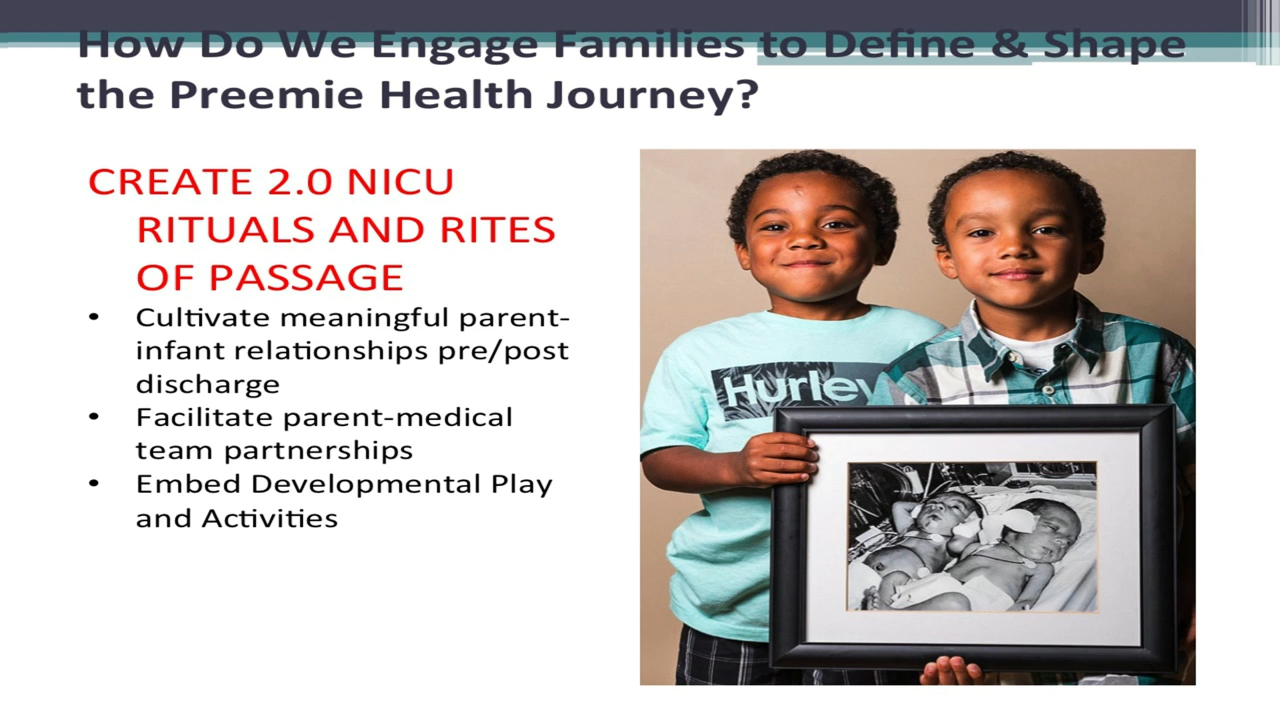 How Do We Engage Families to Define & Shape
the Preemie Health Journey?
CREATE 2.0 NICU
RITUALS AND RITES
OF PASSAGE
• Cultivate meaningful parent-
infant relationships pre/post
discharge
• Facilitate parent-medical
team partnerships
• Embed Developmental Play
and Activities
Hurley